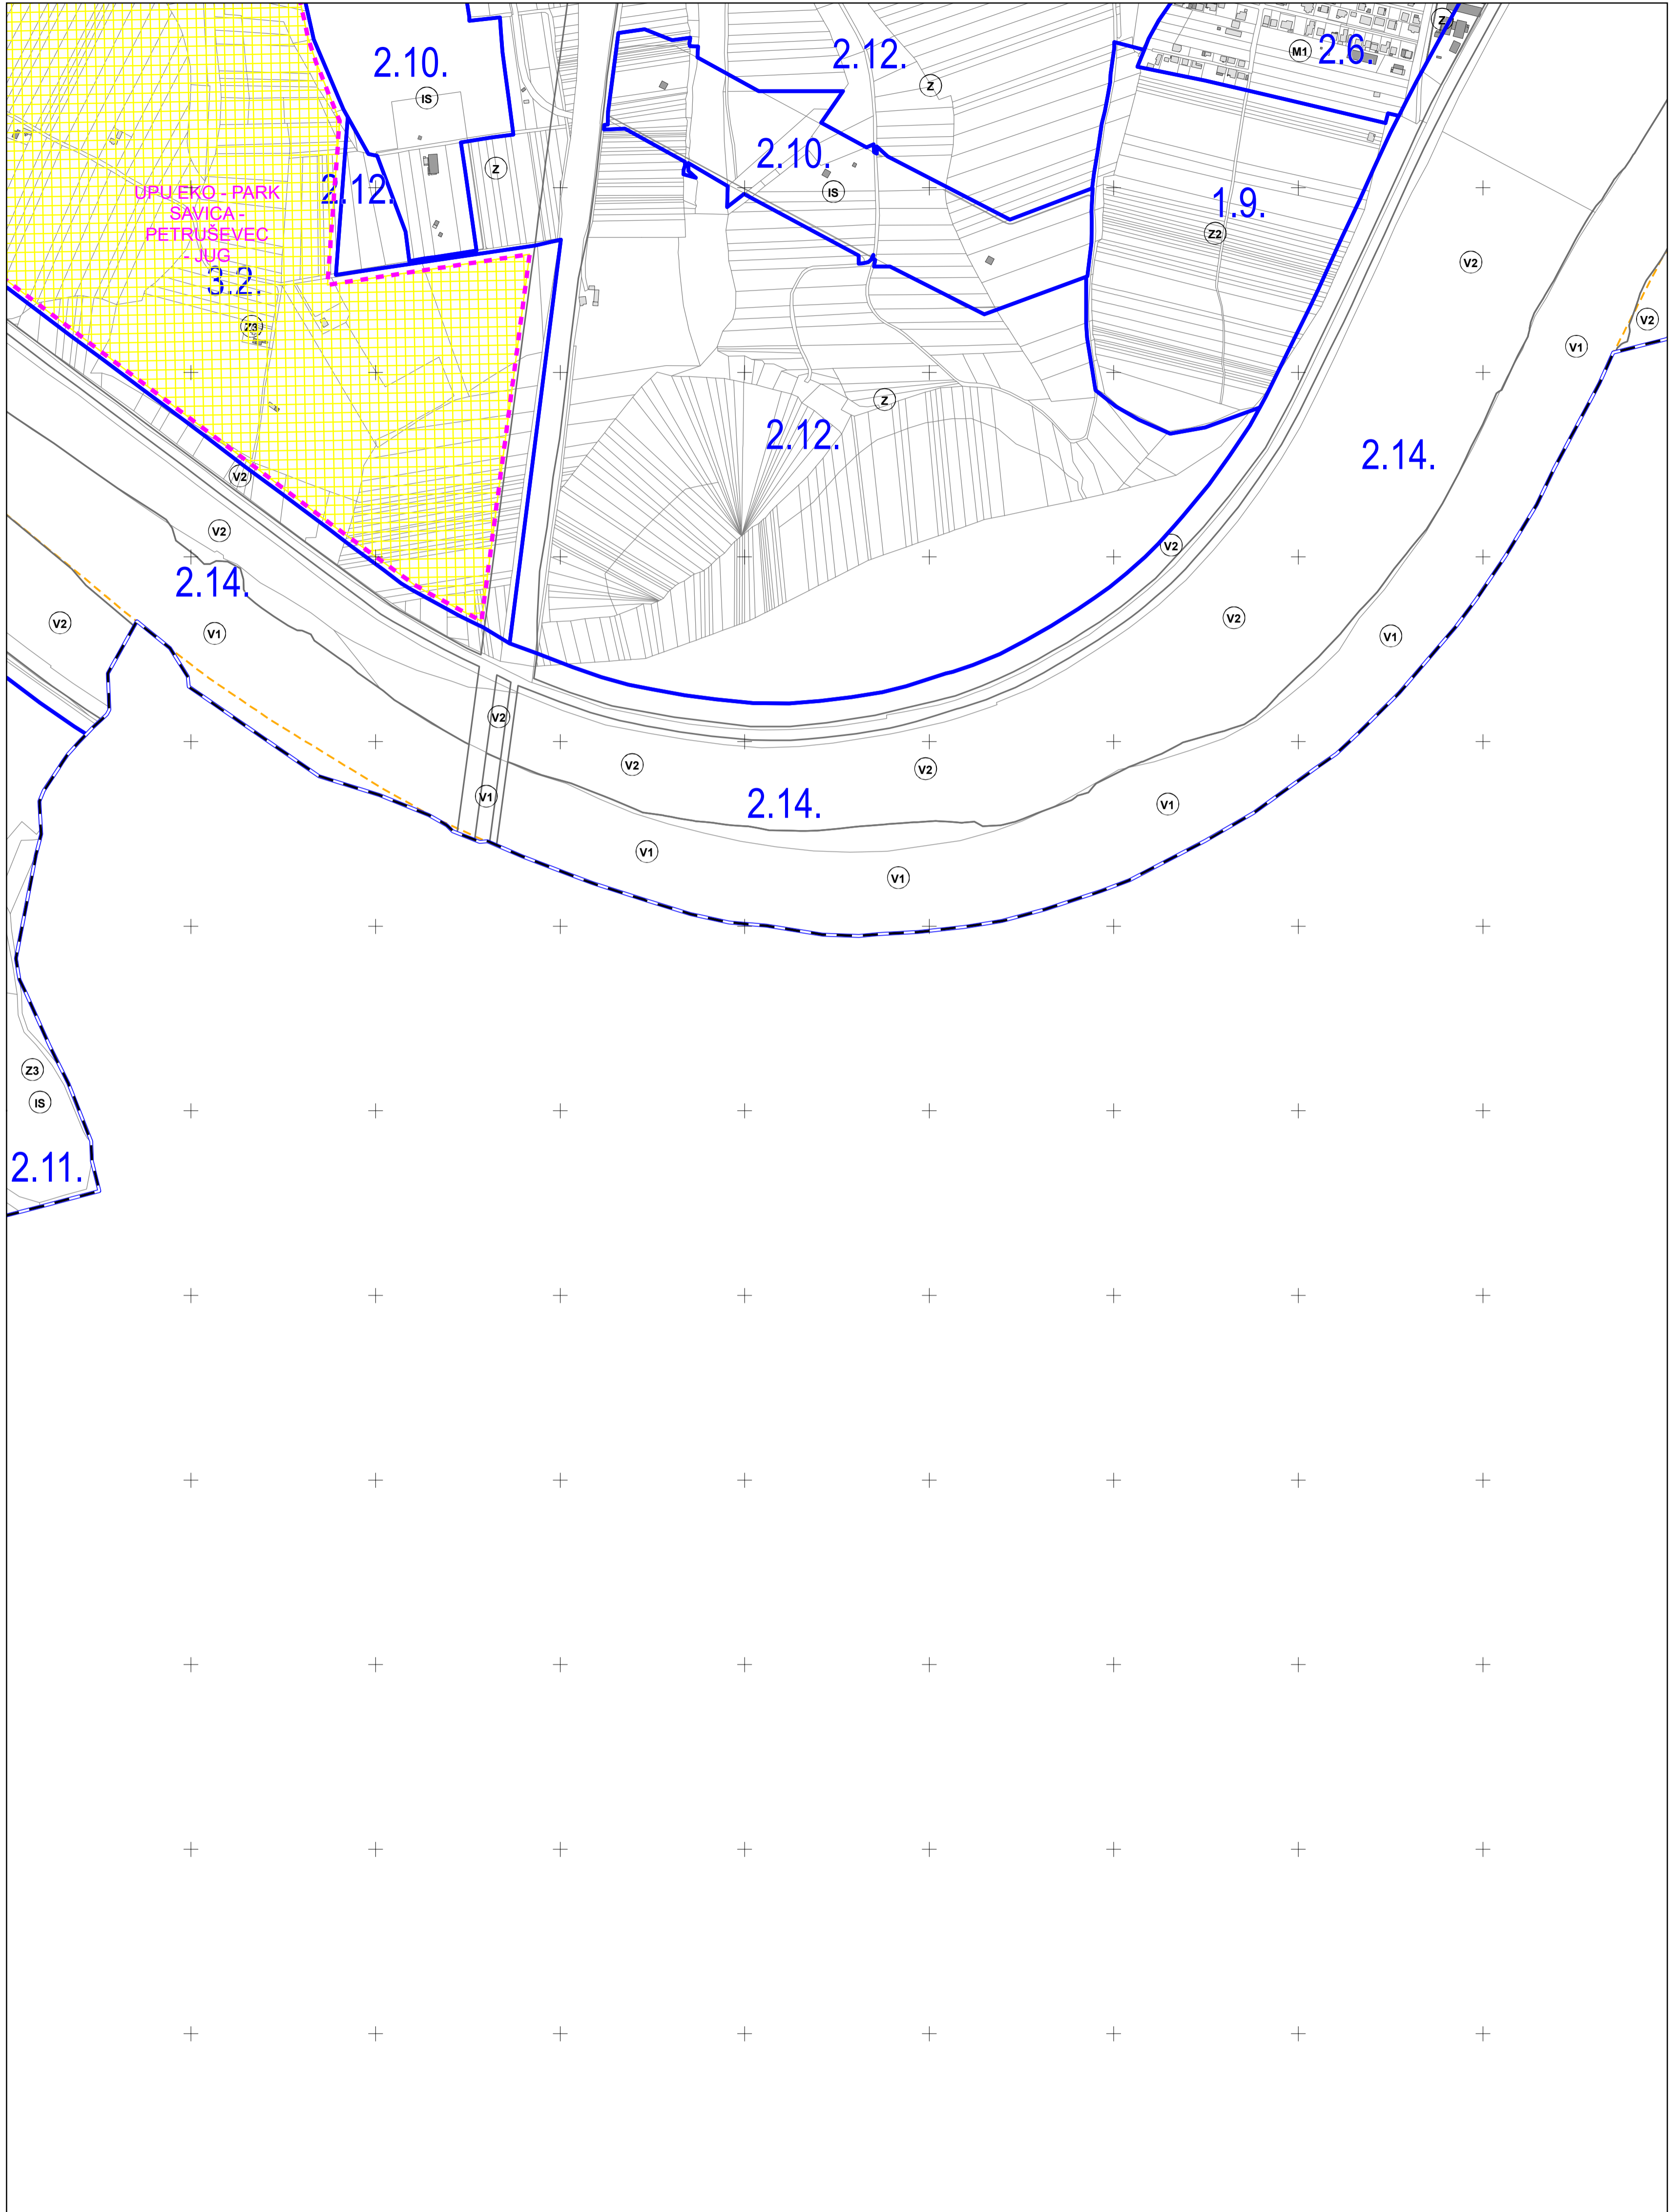 2.10.
IS
2.12.
Z
M1
2.6.
Z
2.10.
IS
Z
2.12.
UPU EKO - PARK
SAVICA -
PETRUŠEVEC
- JUG
3.2.
Z3
1.9.
Z2
V2
V1
V2
Z
2.12.
2.14.
V2
V2
2.14.
V2
V1
V2
V2
V1
V2
V2
V2
V1
2.14.
V1
V1
V1
Z3
IS
2.11.